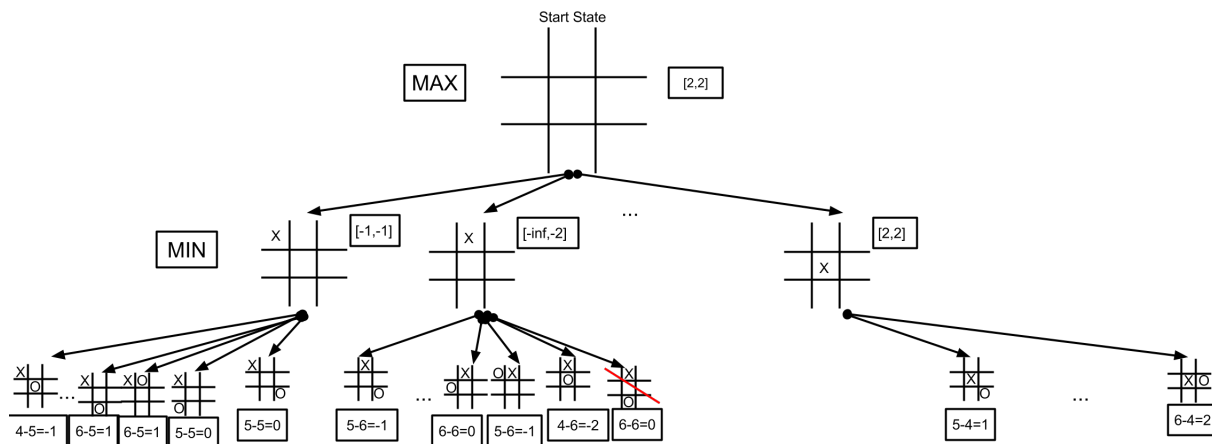 Start State
MAX
[2,2]
...
MIN
X
[-1,-1]
X
[-inf,-2]
X
[2,2]
X
O
...
X
O
X O
X
O
X
O
X
O
...
X
O
O X
X
O
X
O
X
O
...
X O
4-5=-1
6-5=1
6-5=1
5-5=0
5-5=0
5-6=-1
6-6=0
5-6=-1
4-6=-2
6-6=0
5-4=1
6-4=2